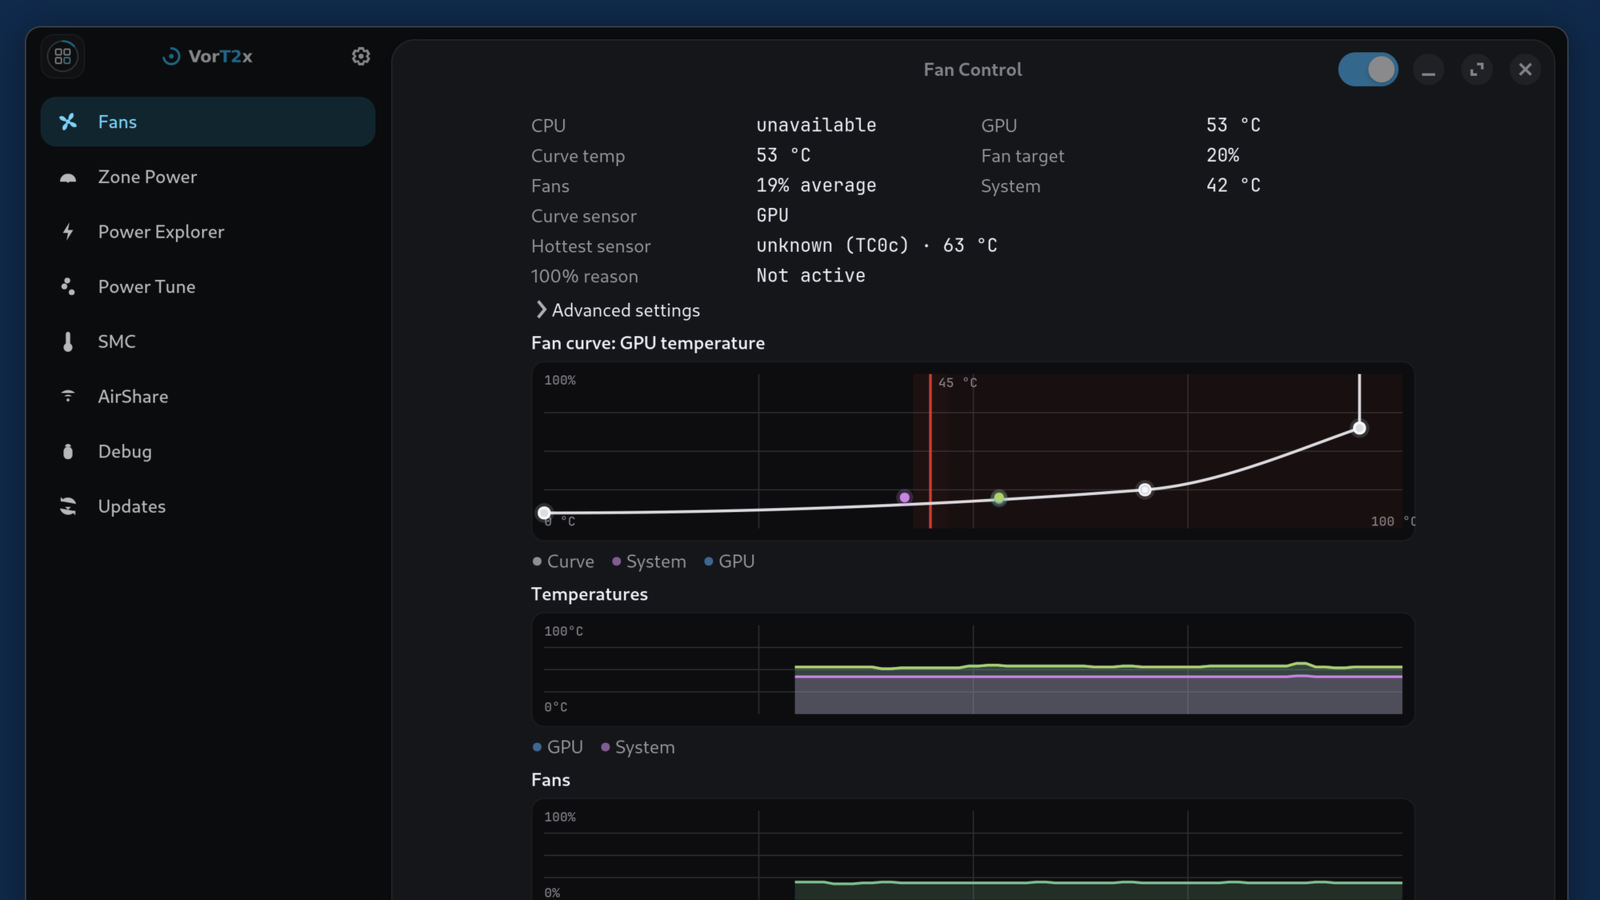 VorT2x
Fans
Zone Power
Power Explorer
Power Tune
SMC
AirShare
Debug
Updates
Fan Control
CPU unavailable GPU 53 °C
Curve temp 53 °C Fan target 20%
Fans 19% average System 42 °C
Curve sensor GPU
Hottest sensor unknown (TC0c) · 63 °C
100% reason Not active
Advanced settings
Fan curve: GPU temperature
100%
45 °C
0 °C 100 °C
Curve System GPU
Temperatures
100°C
0°C
GPU System
Fans
100%
0%